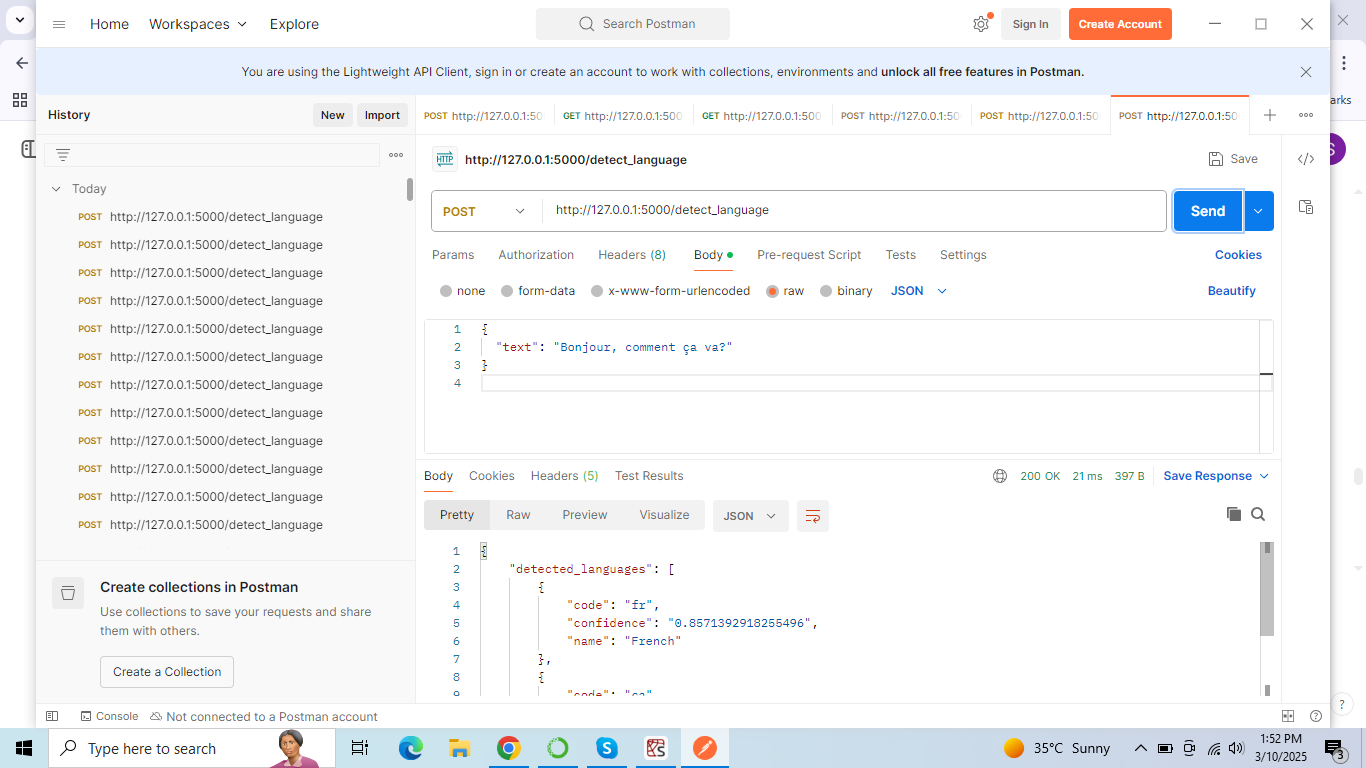 Home
Workspaces
Explore
Search Postman
Sign In
Create Account
You are using the Lightweight API Client, sign in or create an account to work with collections, environments and unlock all free features in Postman.
arks
History
New
Import
POST http://127.0.0.1:50
GET http://127.0.0.1:500
GET http://127.0.0.1:500
POST http://127.0.0.1:50
POST http://127.0.0.1:50
POST http://127.0.0.1:50
HTTP http://127.0.0.1:5000/detect_language
Save
S
Today
POST http://127.0.0.1:5000/detect_language
POST http://127.0.0.1:5000/detect_language
POST http://127.0.0.1:5000/detect_language
POST http://127.0.0.1:5000/detect_language
POST http://127.0.0.1:5000/detect_language
POST http://127.0.0.1:5000/detect_language
POST http://127.0.0.1:5000/detect_language
POST http://127.0.0.1:5000/detect_language
POST http://127.0.0.1:5000/detect_language
POST http://127.0.0.1:5000/detect_language
POST http://127.0.0.1:5000/detect_language
POST http://127.0.0.1:5000/detect_language
POST
http://127.0.0.1:5000/detect_language
Send
Params
Authorization
Headers (8)
Body
Pre-request Script
Tests
Settings
Cookies
none
form-data
x-www-form-urlencoded
raw
binary
JSON
Beautify
1 {
2 "text": "Bonjour, comment ça va?"
3 }
4
Body
Cookies
Headers (5)
Test Results
200 OK
21 ms
397 B
Save Response
Pretty
Raw
Preview
Visualize
JSON
1 {
2 "detected_languages": [
3 {
4 "code": "fr",
5 "confidence": "0.8571392918255496",
6 "name": "French"
7 },
8 {
9 "code": "ca"
Create collections in Postman
Use collections to save your requests and share
them with others.
Create a Collection
Console
Not connected to a Postman account
Type here to search
35°C Sunny
1:52 PM
3/10/2025
3